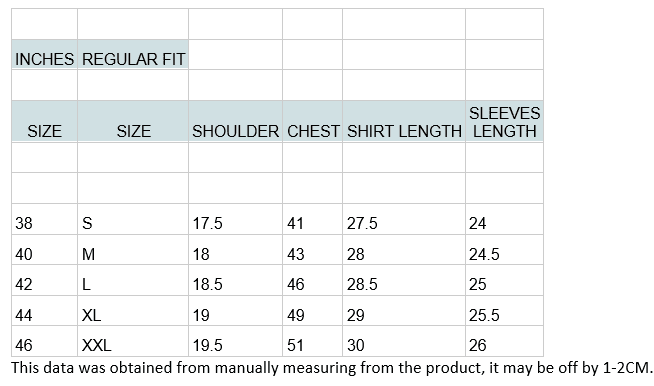 INCHES REGULAR FIT
SIZE SIZE SHOULDER CHEST SHIRT LENGTH SLEEVES LENGTH
38 S 17.5 41 27.5 24
40 M 18 43 28 24.5
42 L 18.5 46 28.5 25
44 XL 19 49 29 25.5
46 XXL 19.5 51 30 26
This data was obtained from manually measuring from the product, it may be off by 1-2CM.